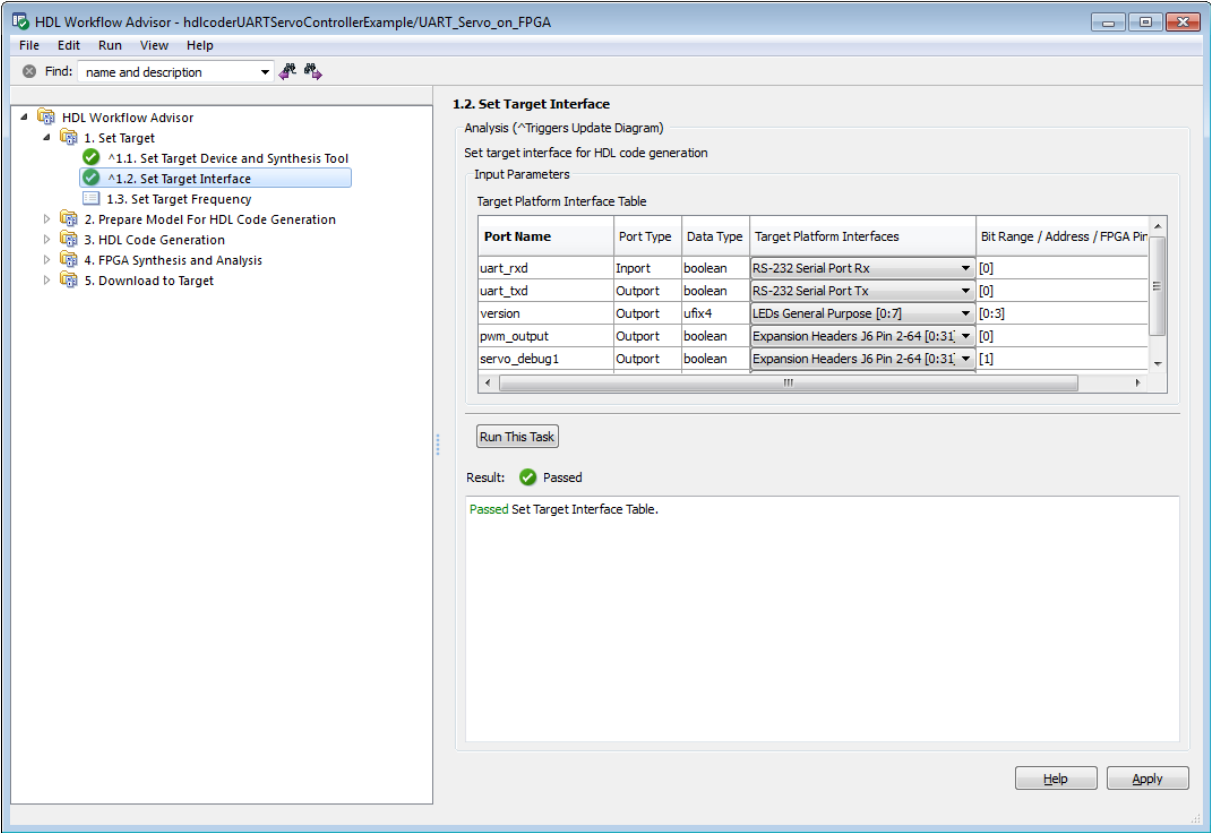 HDL Workflow Advisor - hdlcoderUARTServoControllerExample/UART_Servo_on_FPGA
File Edit Run View Help
Find: name and description
HDL Workflow Advisor
1. Set Target
^1.1. Set Target Device and Synthesis Tool
^1.2. Set Target Interface
1.3. Set Target Frequency
2. Prepare Model For HDL Code Generation
3. HDL Code Generation
4. FPGA Synthesis and Analysis
5. Download to Target
1.2. Set Target Interface
Analysis (^Triggers Update Diagram)
Set target interface for HDL code generation
Input Parameters
Target Platform Interface Table
Port Name Port Type Data Type Target Platform Interfaces Bit Range / Address / FPGA Pin
uart_rxd Inport boolean RS-232 Serial Port Rx [0]
uart_txd Outport boolean RS-232 Serial Port Tx [0]
version Outport ufix4 LEDs General Purpose [0:7] [0:3]
pwm_output Outport boolean Expansion Headers J6 Pin 2-64 [0:31] [0]
servo_debug1 Outport boolean Expansion Headers J6 Pin 2-64 [0:31] [1]
Run This Task
Result: Passed
Passed Set Target Interface Table.
Help Apply